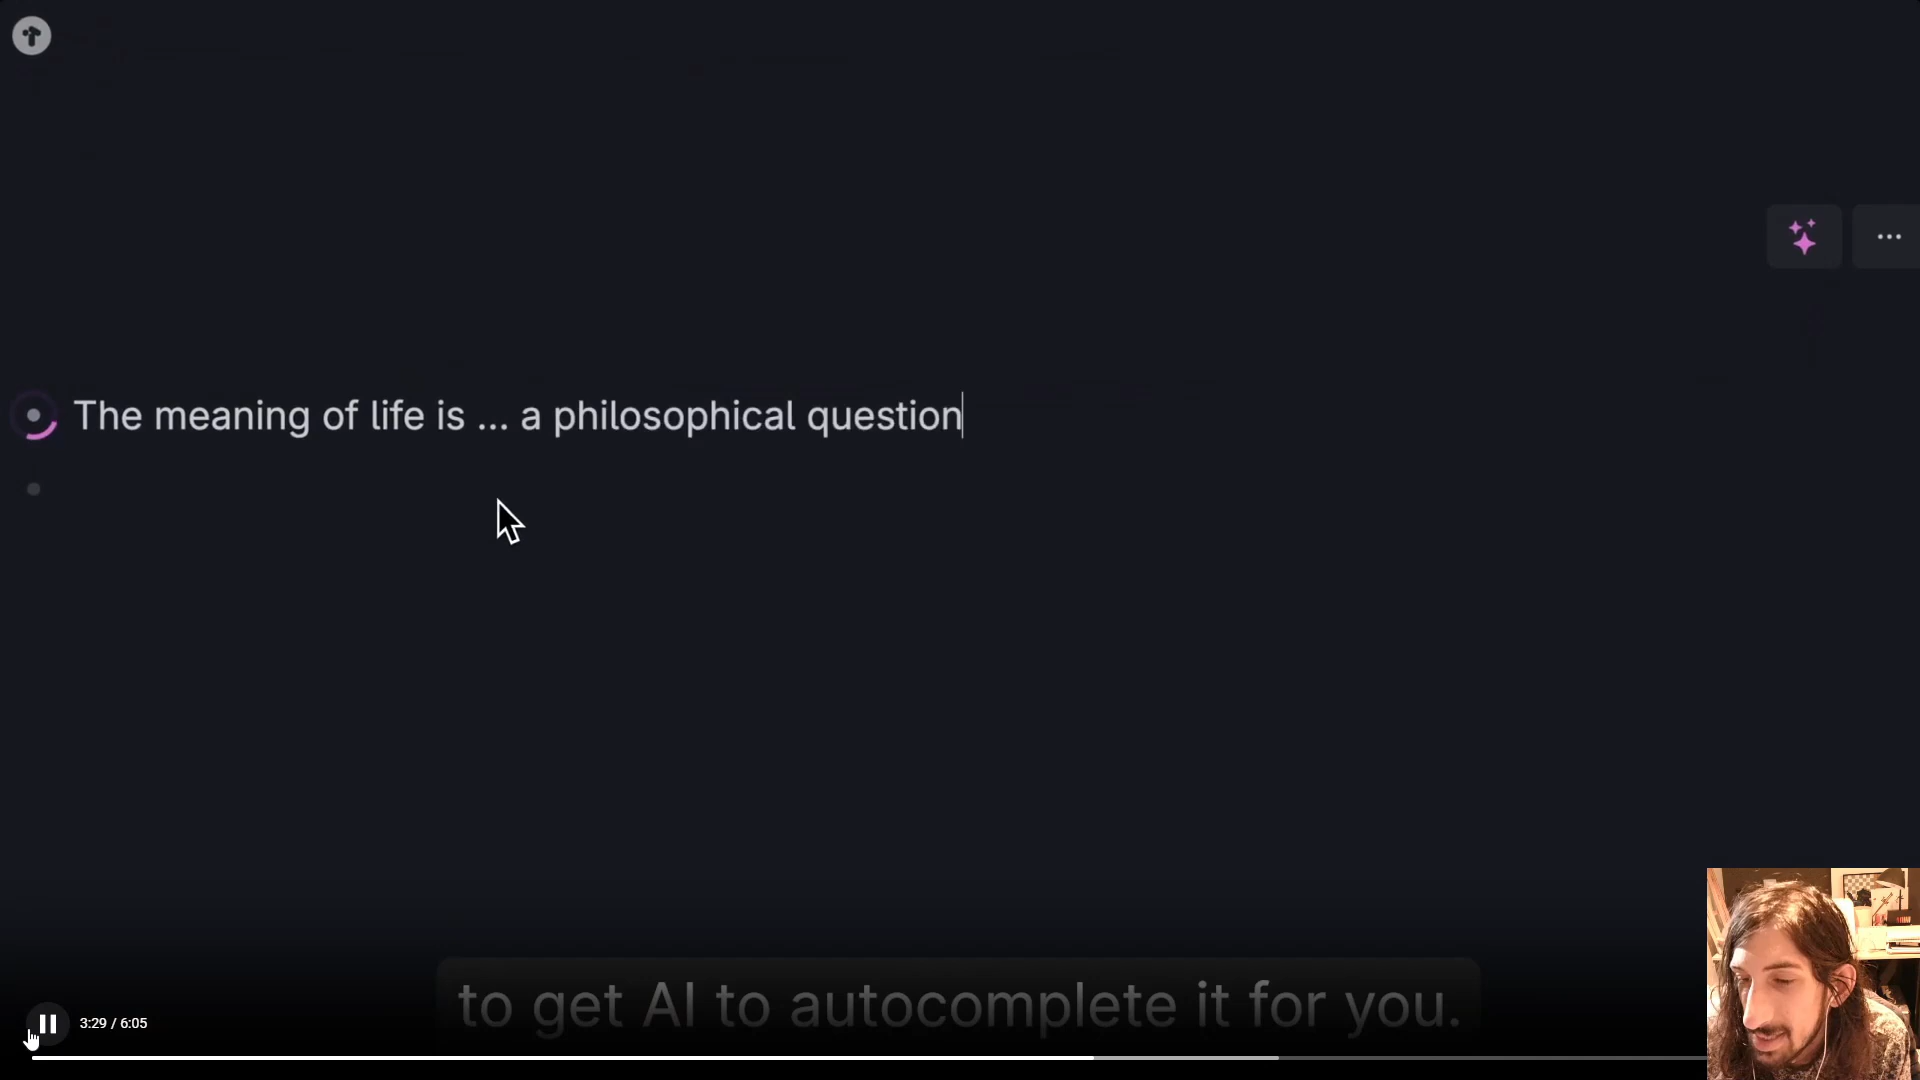 The meaning of life is ... a philosophical question
to get AI to autocomplete it for you.
3:29 / 6:05